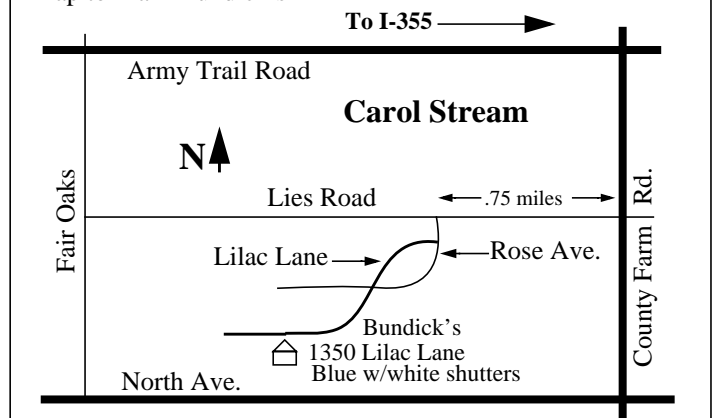 To I-355
Army Trail Road
Carol Stream
N
Lies Road
.75 miles
Fair Oaks
County Farm Rd.
Lilac Lane
Rose Ave.
Bundick’s
1350 Lilac Lane
Blue w/white shutters
North Ave.